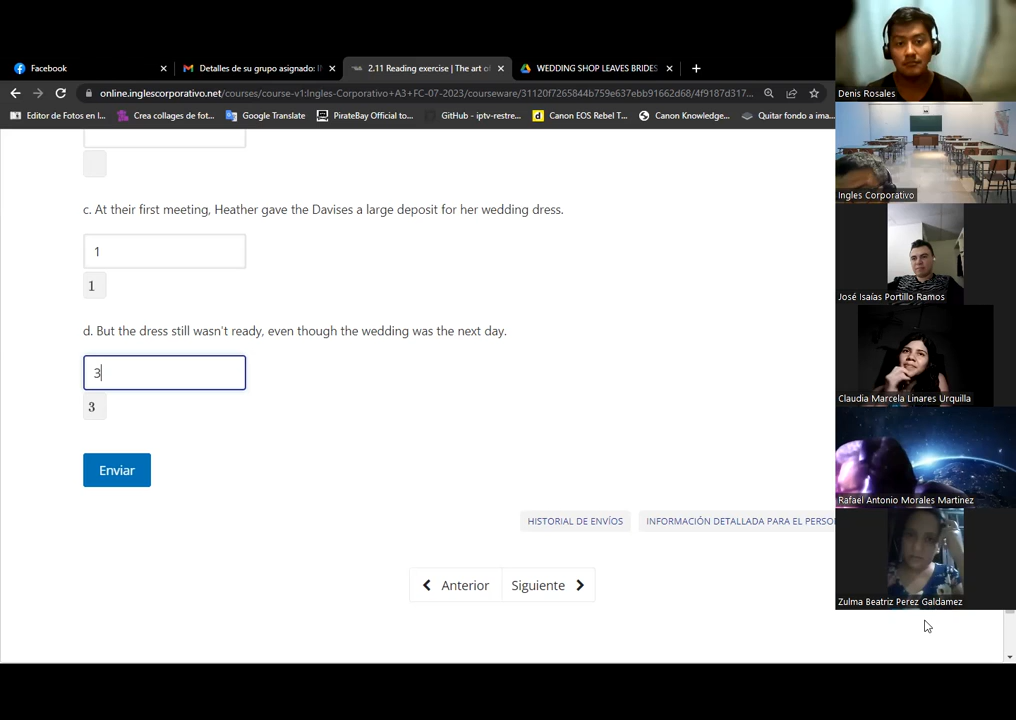 Facebook
Detalles de su grupo asignado: I
2.11 Reading exercise | The art o
WEDDING SHOP LEAVES BRIDES
online.inglescorporativo.net/courses/course-v1:Ingles-Corporativo+A3+FC-07-2023/courseware/31120f7265844b759e637ebb91662d68/4f9187d317...
Editor de Fotos en l...
Crea collages de fot...
Google Translate
PirateBay Official to...
GitHub - iptv-restre...
Canon EOS Rebel T...
Canon Knowledge...
Quitar fondo a ima...
c. At their first meeting, Heather gave the Davises a large deposit for her wedding dress.
1
1
d. But the dress still wasn't ready, even though the wedding was the next day.
3
3
Enviar
HISTORIAL DE ENVÍOS
INFORMACIÓN DETALLADA PARA EL PERSO
Anterior
Siguiente
Denis Rosales
Ingles Corporativo
José Isaías Portillo Ramos
Claudia Marcela Linares Urquilla
Rafael Antonio Morales Martinez
Zulma Beatriz Perez Galdamez